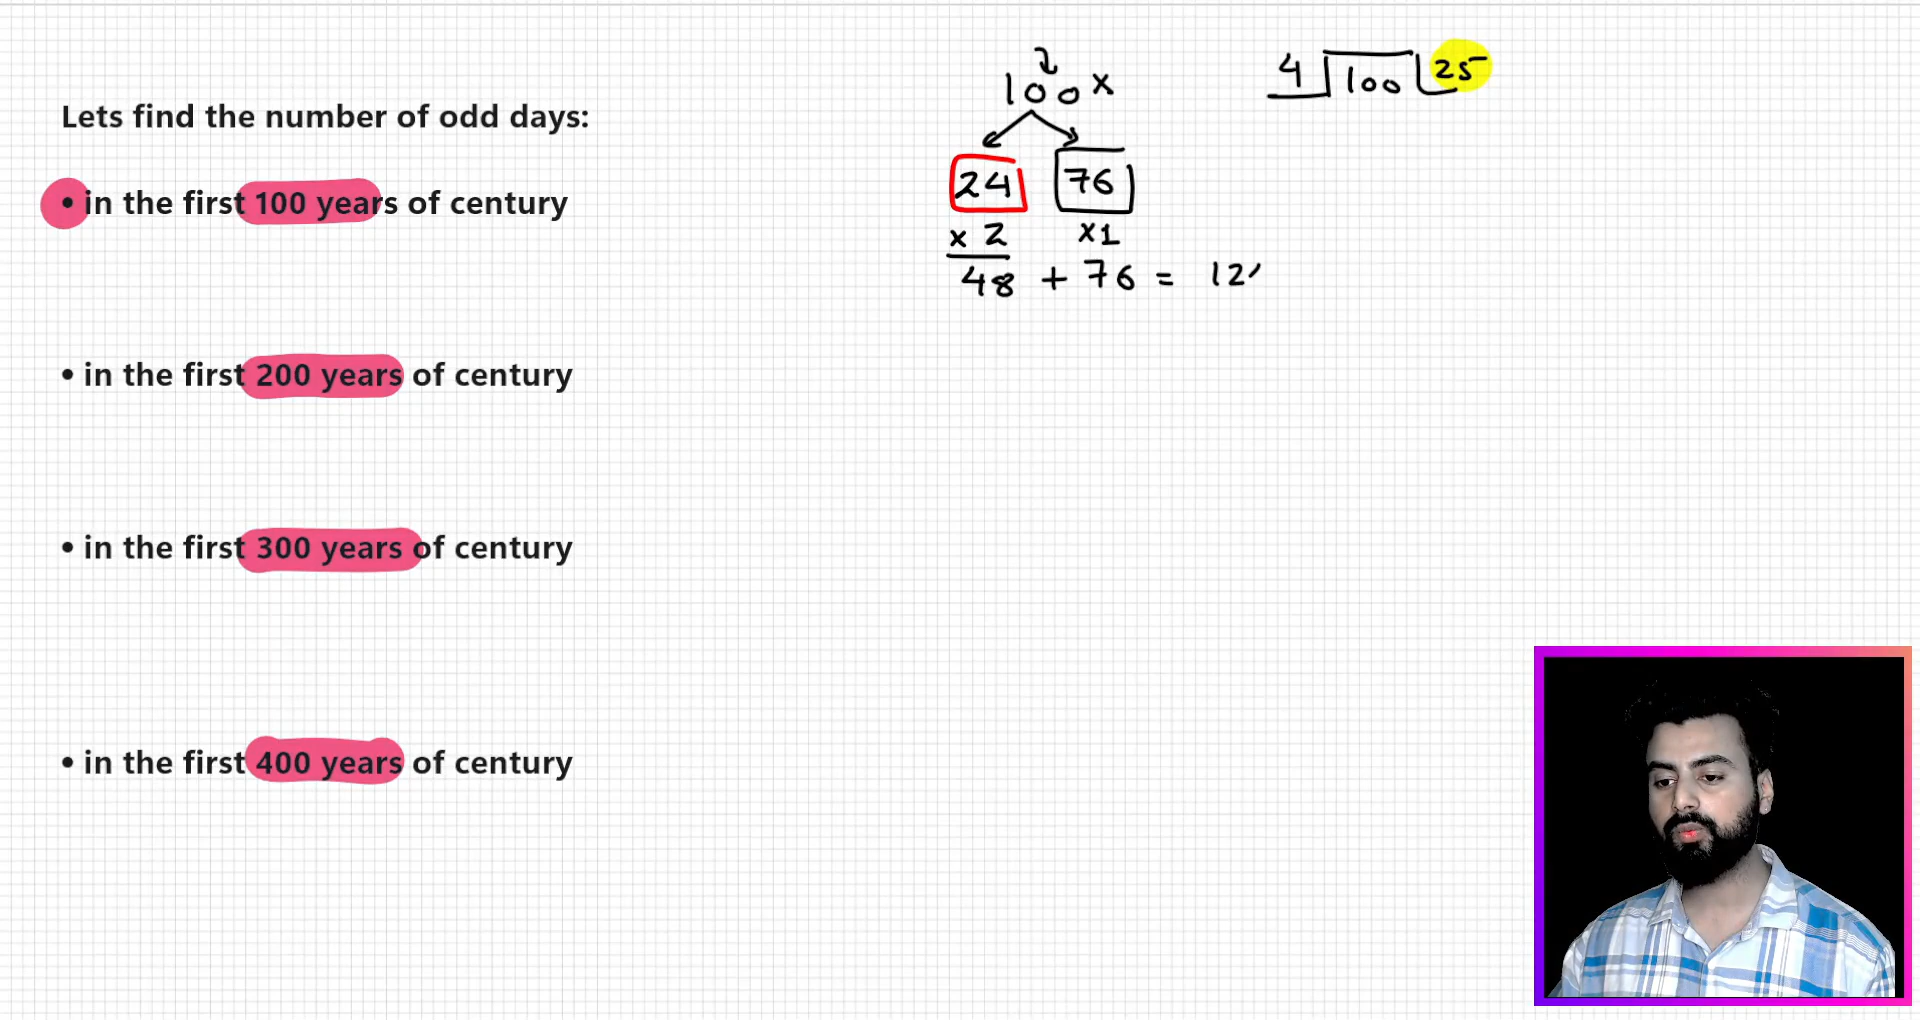 Lets find the number of odd days:
• in the first 100 years of century
• in the first 200 years of century
• in the first 300 years of century
• in the first 400 years of century
100 x
24 76
x 2 x1
48 + 76 = 12
4 100 25